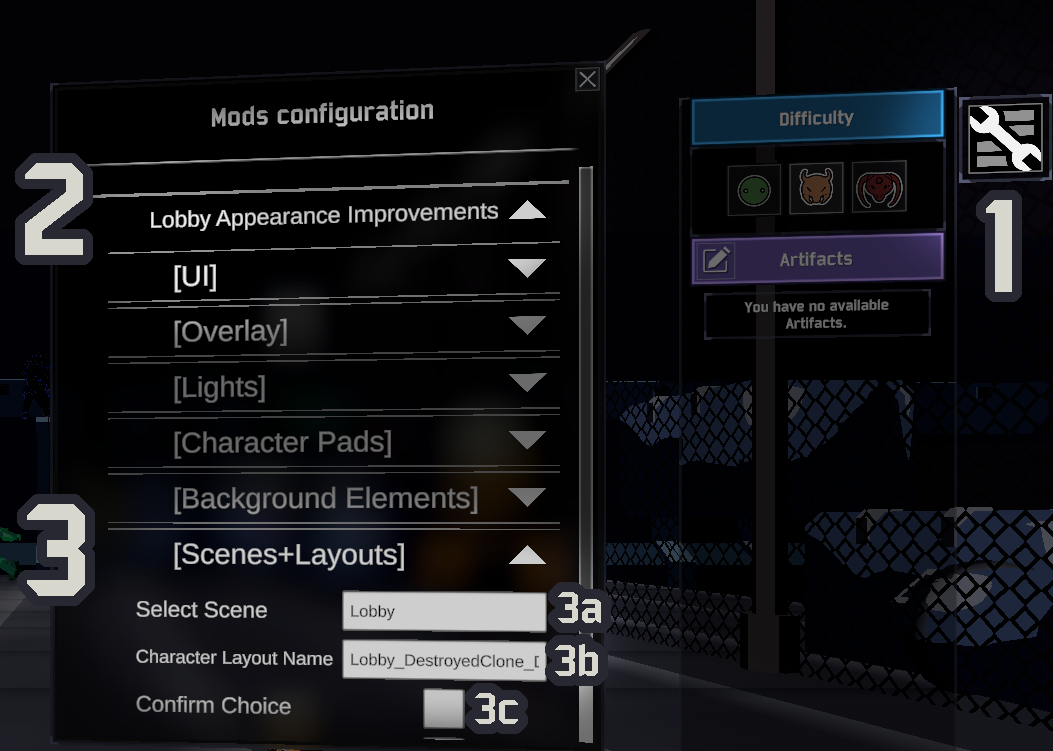 Mods configuration
2
Lobby Appearance Improvements
[UI]
[Overlay]
[Lights]
[Character Pads]
[Background Elements]
3
[Scenes+Layouts]
Select Scene
Lobby
3a
Character Layout Name
Lobby_DestroyedClone_
3b
Confirm Choice
3c
Difficulty
1
Artifacts
You have no available
Artifacts.